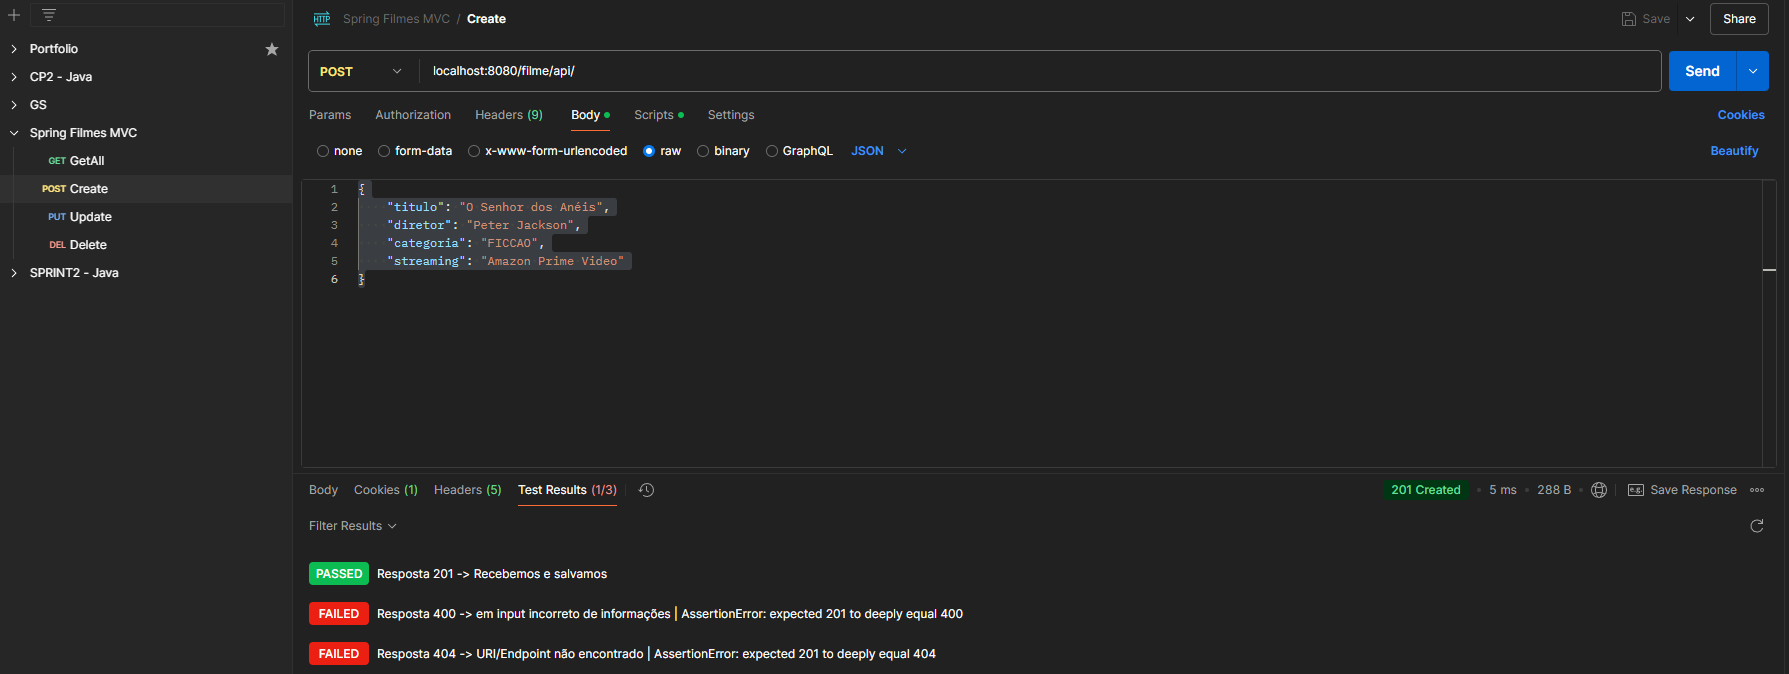 HTTP Spring Filmes MVC / Create
Save
Share
Portfolio
CP2 - Java
GS
Spring Filmes MVC
GET GetAll
POST Create
PUT Update
DEL Delete
SPRINT2 - Java
POST
localhost:8080/filme/api/
Send
Params Authorization Headers (9) Body Scripts Settings
Cookies
none form-data x-www-form-urlencoded raw binary GraphQL JSON
Beautify
1 {
2 "titulo": "O Senhor dos Anéis",
3 "diretor": "Peter Jackson",
4 "categoria": "FICCAO",
5 "streaming": "Amazon Prime Video"
6 }
Body Cookies (1) Headers (5) Test Results (1/3)
201 Created 5 ms 288 B e.g. Save Response
Filter Results
PASSED Resposta 201 -> Recebemos e salvamos
FAILED Resposta 400 -> em input incorreto de informações | AssertionError: expected 201 to deeply equal 400
FAILED Resposta 404 -> URI/Endpoint não encontrado | AssertionError: expected 201 to deeply equal 404